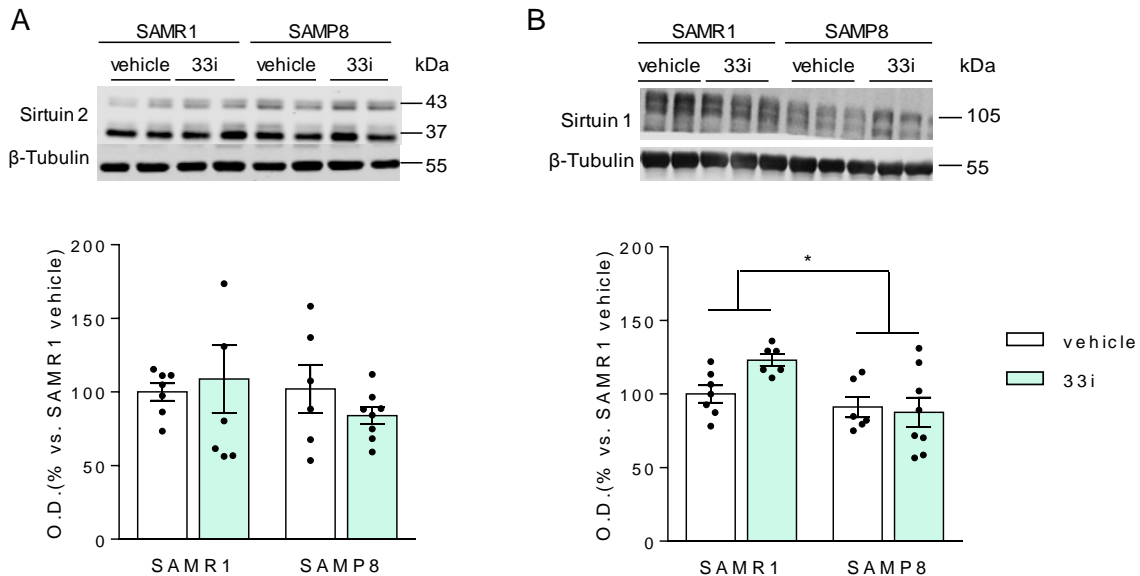 A
SAMR1 SAMP8
vehicle 33i vehicle 33i kDa
Sirtuin 2
43
37
β-Tubulin
55
O.D.(% vs. SAMR1 vehicle)
200
150
100
50
0
SAMR1 SAMP8
B
SAMR1 SAMP8
vehicle 33i vehicle 33i kDa
Sirtuin 1
105
β-Tubulin
55
O.D.(% vs. SAMR1 vehicle)
200
150
100
50
0
*
SAMR1 SAMP8
vehicle
33i